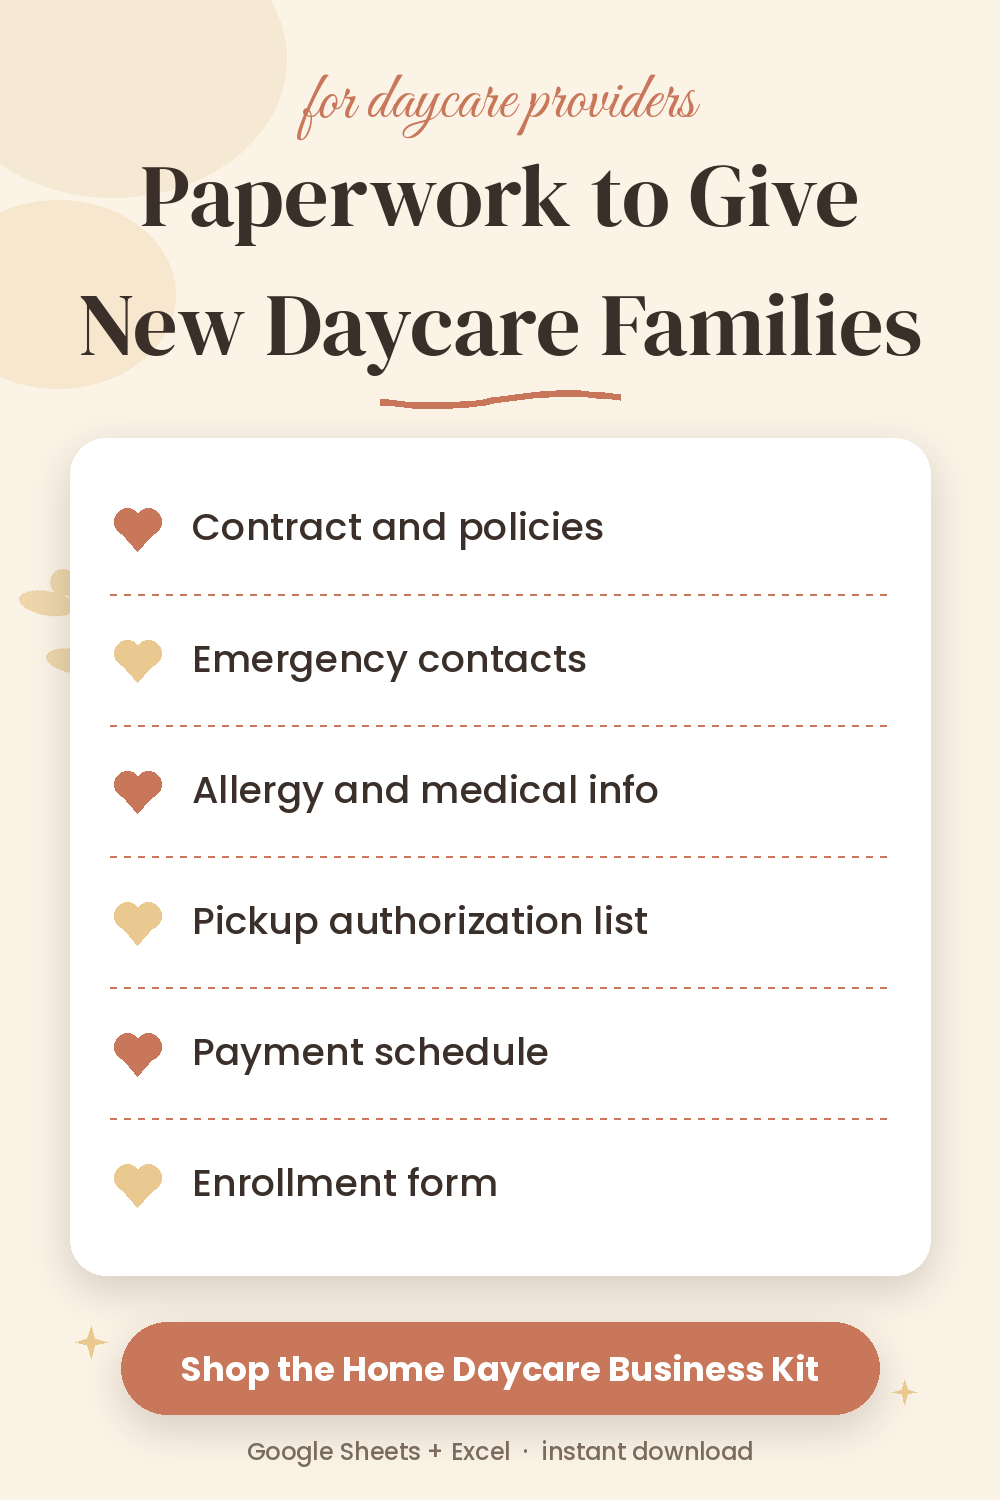 for daycare providers
Paperwork to Give
New Daycare Families
Contract and policies
Emergency contacts
Allergy and medical info
Pickup authorization list
Payment schedule
Enrollment form
Shop the Home Daycare Business Kit
Google Sheets + Excel · instant download